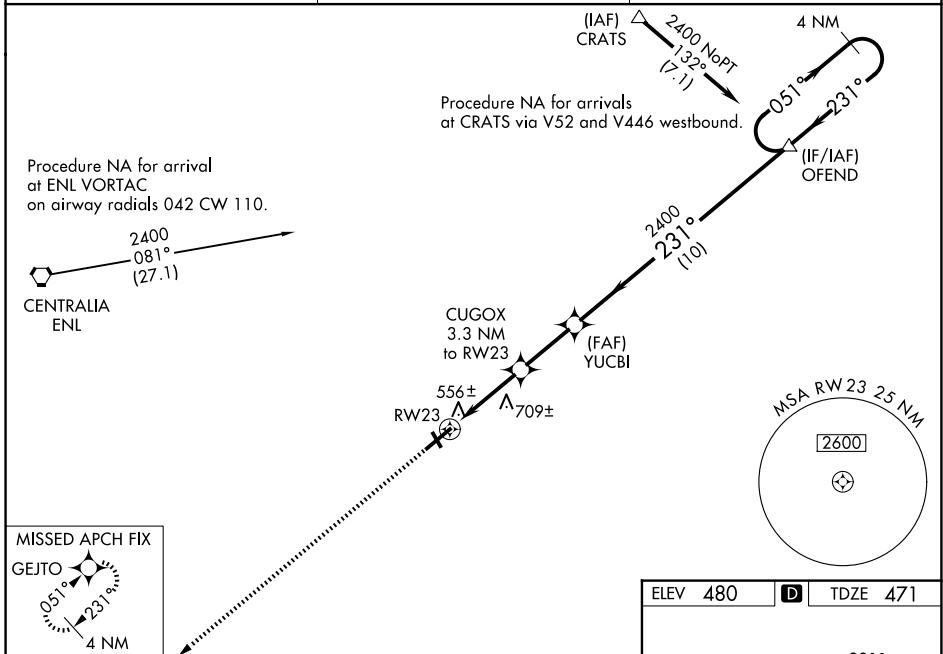 (IAF)
CRATS
2400 NoPT
132°
(7.1)
4 NM
051°
231°
Procedure NA for arrivals
at CRATS via V52 and V446 westbound.
(IF/IAF)
OFEND
Procedure NA for arrival
at ENL VORTAC
on airway radials 042 CW 110.
2400
081°
(27.1)
CENTRALIA
ENL
2400
231°
(10)
CUGOX
3.3 NM
to RW23
(FAF)
YUCBI
556±
709±
RW23
MSA RW 23 25 NM
2600
MISSED APCH FIX
GEJTO
051°
231°
4 NM
ELEV 480 D TDZE 471